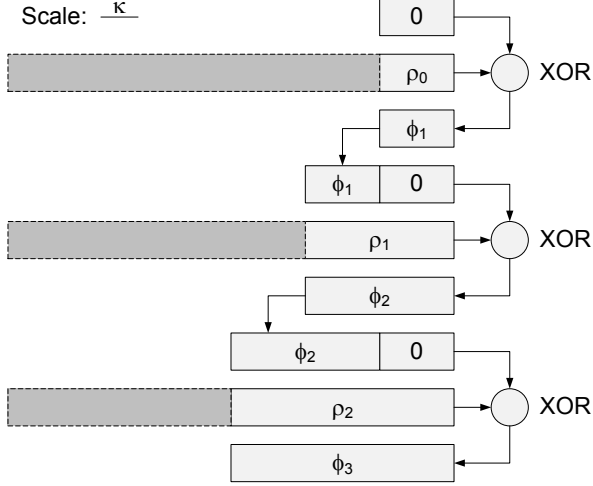 Scale: κ
0
XOR
ρ₀
ϕ₁
ϕ₁ 0
ρ₁ XOR
ϕ₂
ϕ₂ 0
ρ₂ XOR
ϕ₃